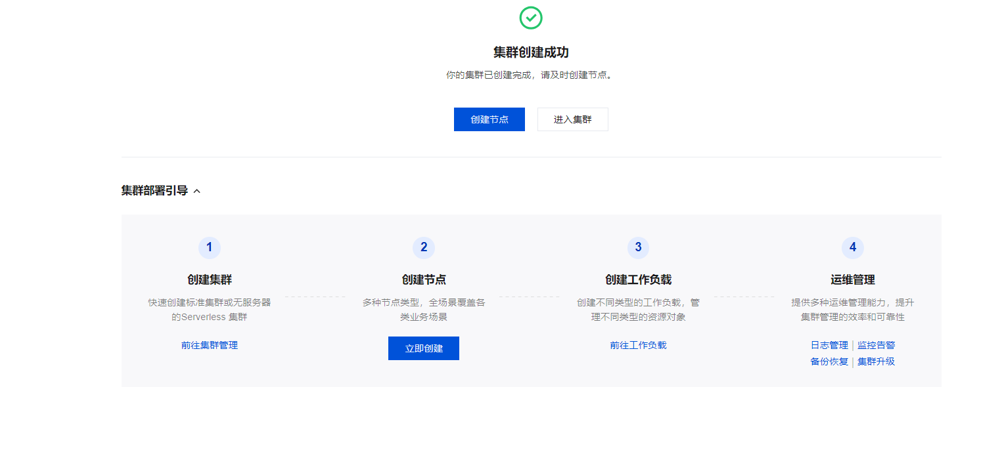 集群创建成功
你的集群已创建完成，请及时创建节点。
创建节点
进入集群
集群部署引导
1
创建集群
快速创建标准集群或无服务器
的Serverless 集群
前往集群管理
2
创建节点
多种节点类型，全场景覆盖各
类业务场景
立即创建
3
创建工作负载
创建不同类型的工作负载，管
理不同类型的资源对象
前往工作负载
4
运维管理
提供多种运维管理能力，提升
集群管理的效率和可靠性
日志管理 | 监控告警
备份恢复 | 集群升级